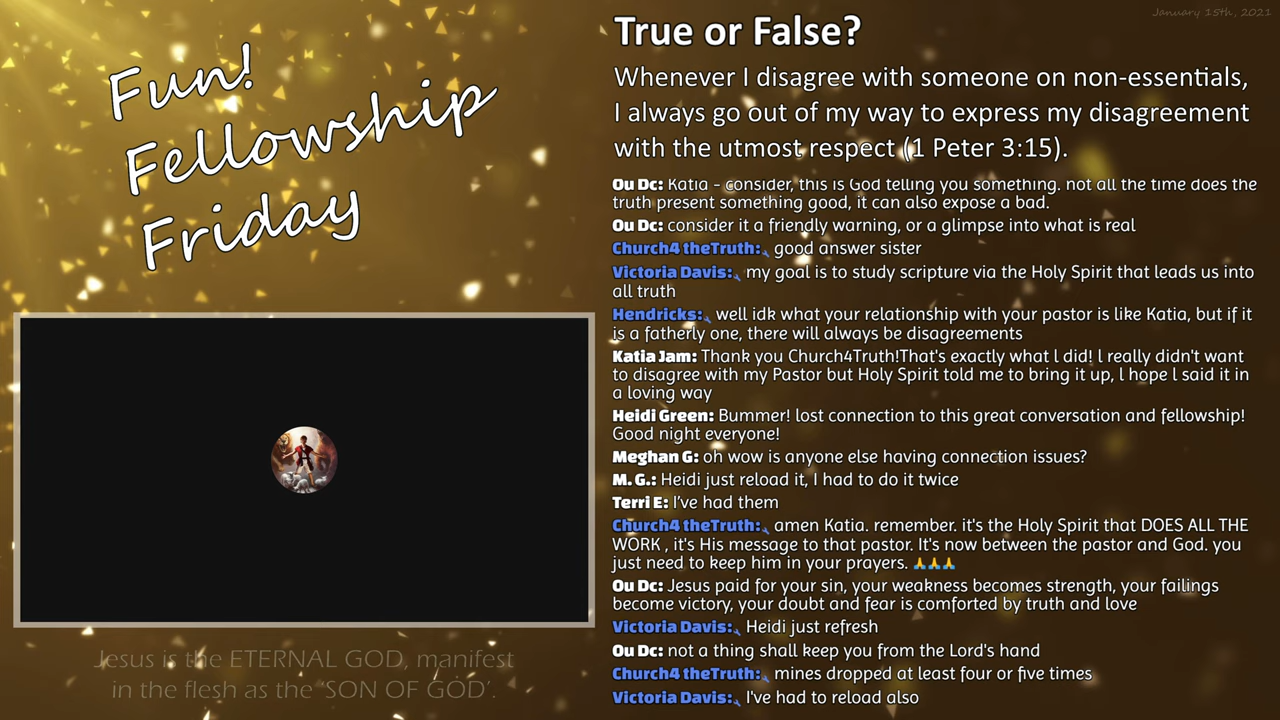 January 15th, 2021
Fun!
Fellowship
Friday
True or False?
Whenever I disagree with someone on non-essentials,
I always go out of my way to express my disagreement
with the utmost respect (1 Peter 3:15).
Ou Dc: Katia - consider, this is God telling you something. not all the time does the
truth present something good, it can also expose a bad.
Ou Dc: consider it a friendly warning, or a glimpse into what is real
Church4 theTruth: good answer sister
Victoria Davis: my goal is to study scripture via the Holy Spirit that leads us into
all truth
Hendricks: well idk what your relationship with your pastor is like Katia, but if it
is a fatherly one, there will always be disagreements
Katia Jam: Thank you Church4Truth!That's exactly what l did! l really didn't want
to disagree with my Pastor but Holy Spirit told me to bring it up, l hope l said it in
a loving way
Heidi Green: Bummer! lost connection to this great conversation and fellowship!
Good night everyone!
Meghan G: oh wow is anyone else having connection issues?
M. G.: Heidi just reload it, I had to do it twice
Terri E: I've had them
Church4 theTruth: amen Katia. remember. it's the Holy Spirit that DOES ALL THE
WORK , it's His message to that pastor. It's now between the pastor and God. you
just need to keep him in your prayers. 🙏🙏🙏
Ou Dc: Jesus paid for your sin, your weakness becomes strength, your failings
become victory, your doubt and fear is comforted by truth and love
Victoria Davis: Heidi just refresh
Ou Dc: not a thing shall keep you from the Lord's hand
Church4 theTruth: mines dropped at least four or five times
Victoria Davis: I've had to reload also
Jesus is the ETERNAL GOD, manifest
in the flesh as the 'SON OF GOD'.